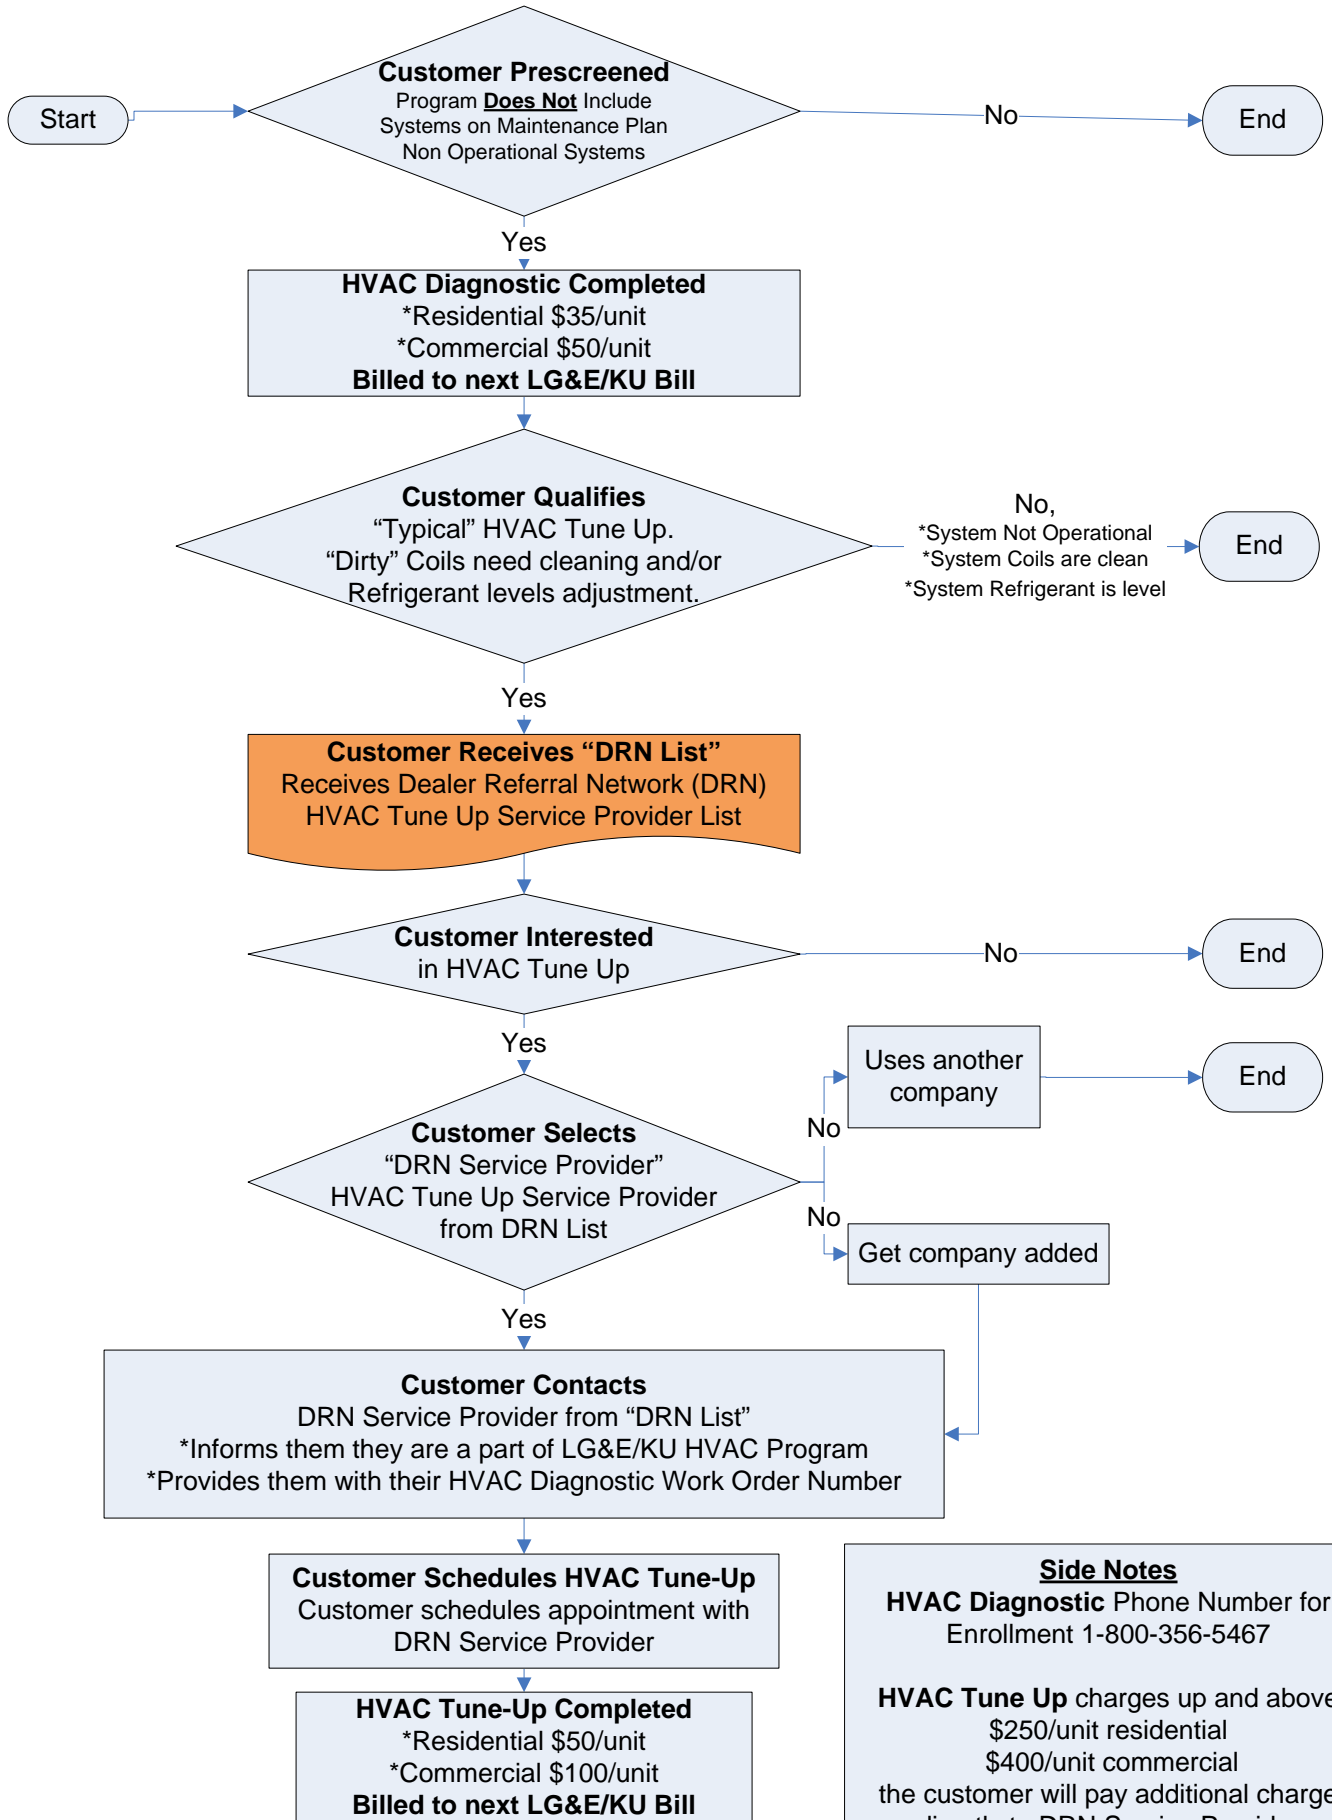 Start
Customer Prescreened
Program Does Not Include
Systems on Maintenance Plan
Non Operational Systems
No
End
Yes
HVAC Diagnostic Completed
*Residential $35/unit
*Commercial $50/unit
Billed to next LG&E/KU Bill
Customer Qualifies
“Typical” HVAC Tune Up.
“Dirty” Coils need cleaning and/or
Refrigerant levels adjustment.
No,
*System Not Operational
*System Coils are clean
*System Refrigerant is level
End
Yes
Customer Receives “DRN List”
Receives Dealer Referral Network (DRN)
HVAC Tune Up Service Provider List
Customer Interested
in HVAC Tune Up
No
End
Yes
Uses another
company
End
No
Customer Selects
“DRN Service Provider”
HVAC Tune Up Service Provider
from DRN List
No
Get company added
Yes
Customer Contacts
DRN Service Provider from “DRN List”
*Informs them they are a part of LG&E/KU HVAC Program
*Provides them with their HVAC Diagnostic Work Order Number
Customer Schedules HVAC Tune-Up
Customer schedules appointment with
DRN Service Provider
HVAC Tune-Up Completed
*Residential $50/unit
*Commercial $100/unit
Billed to next LG&E/KU Bill
Side Notes
HVAC Diagnostic Phone Number for
Enrollment 1-800-356-5467
HVAC Tune Up charges up and above
$250/unit residential
$400/unit commercial
the customer will pay additional charge